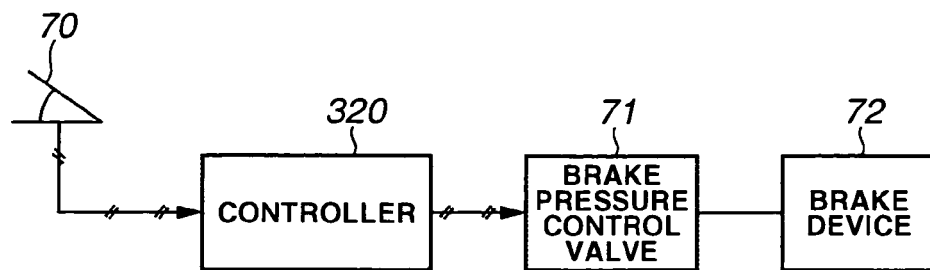 70
320
71
72
CONTROLLER
BRAKE
PRESSURE
CONTROL
VALVE
BRAKE
DEVICE